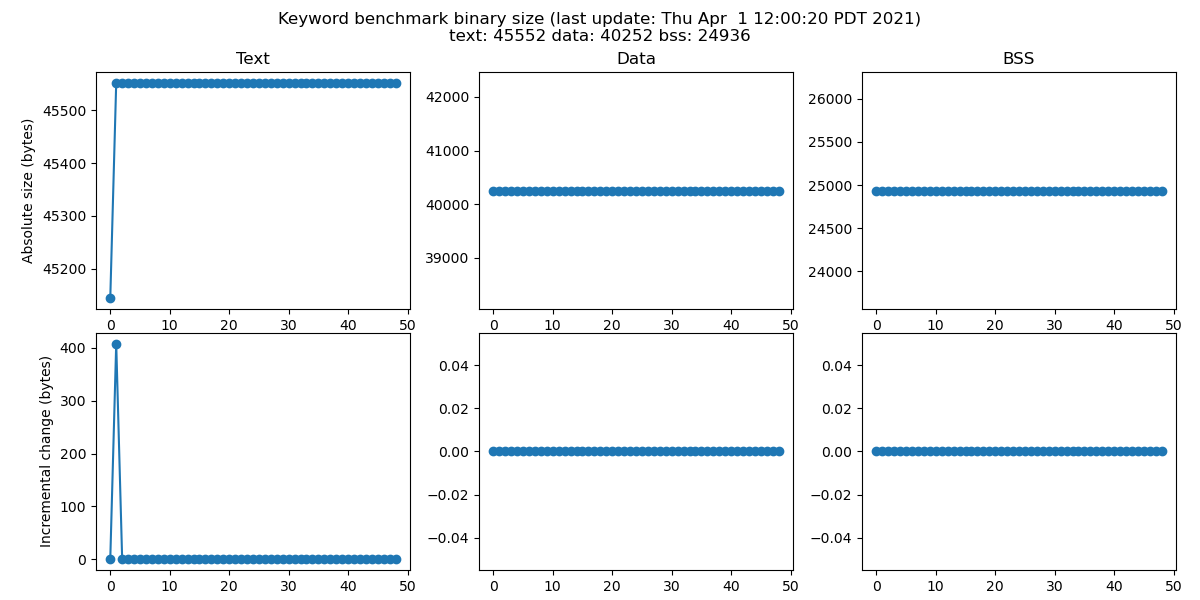 Keyword benchmark binary size (last update: Thu Apr  1 12:00:20 PDT 2021)
text: 45552 data: 40252 bss: 24936
Text
Absolute size (bytes)
45500
45400
45300
45200
0 10 20 30 40 50
Data
42000
41000
40000
39000
0 10 20 30 40 50
BSS
26000
25500
25000
24500
24000
0 10 20 30 40 50
Incremental change (bytes)
400
300
200
100
0
0 10 20 30 40 50
0.04
0.02
0.00
−0.02
−0.04
0 10 20 30 40 50
0.04
0.02
0.00
−0.02
−0.04
0 10 20 30 40 50